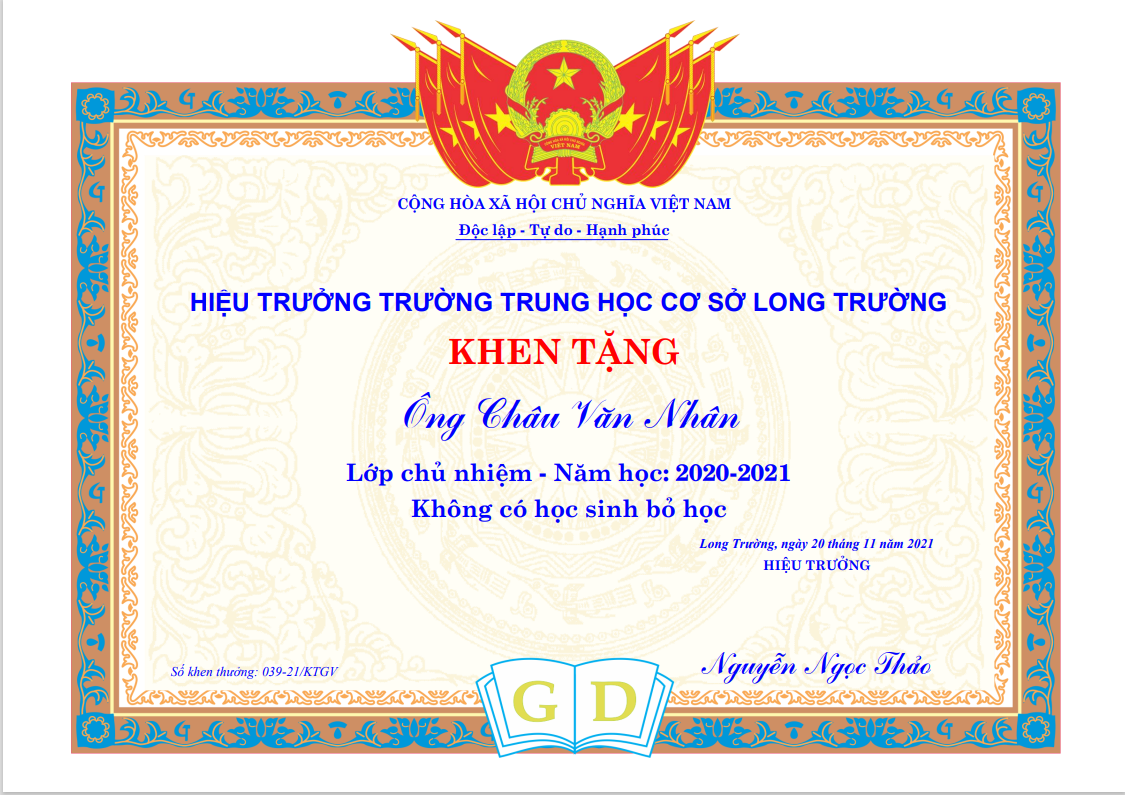 VIỆT NAM
CỘNG HÒA XÃ HỘI CHỦ NGHĨA VIỆT NAM
Độc lập - Tự do - Hạnh phúc
HIỆU TRƯỞNG TRƯỜNG TRUNG HỌC CƠ SỞ LONG TRƯỜNG
KHEN TẶNG
Ông Châu Văn Nhân
Lớp chủ nhiệm - Năm học: 2020-2021
Không có học sinh bỏ học
Long Trường, ngày 20 tháng 11 năm 2021
HIỆU TRƯỞNG
Nguyễn Ngọc Thảo
Số khen thưởng: 039-21/KTGV
G D